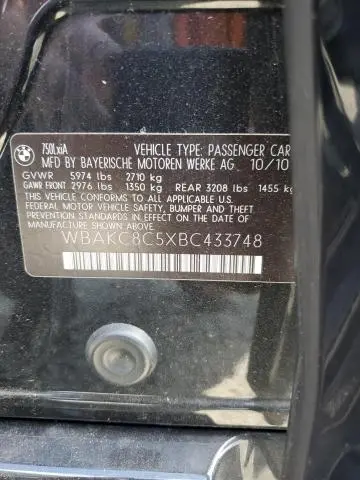 750LxiA VEHICLE TYPE: PASSENGER CAR
MFD BY BAYERISCHE MOTOREN WERKE AG 10/10
GVWR 5974 lbs 2710 kg
GAWR FRONT 2976 lbs 1350 kg REAR 3208 lbs 1455 kg
THIS VEHICLE CONFORMS TO ALL APPLICABLE
FEDERAL MOTOR VEHICLE SAFETY, BUMPER AND
THEFT PREVENTION STANDARDS IN EFFECT ON THE
DATE OF MANUFACTURE SHOWN ABOVE.
WBAKC8C5XBC433748